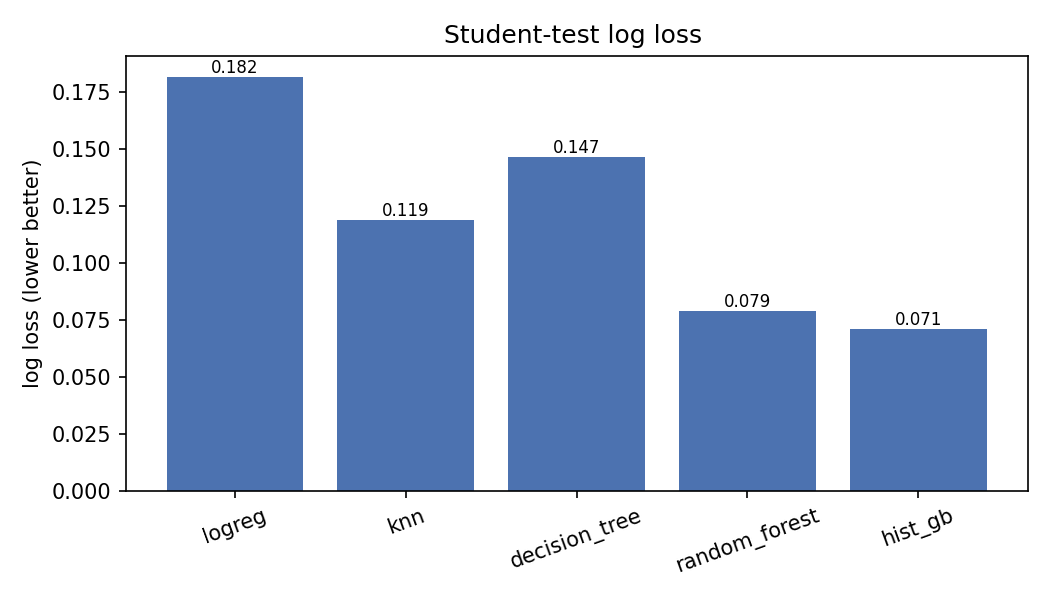 Student-test log loss
log loss (lower better)
0.175
0.150
0.125
0.100
0.075
0.050
0.025
0.000
0.182
0.119
0.147
0.079
0.071
logreg
knn
decision_tree
random_forest
hist_gb